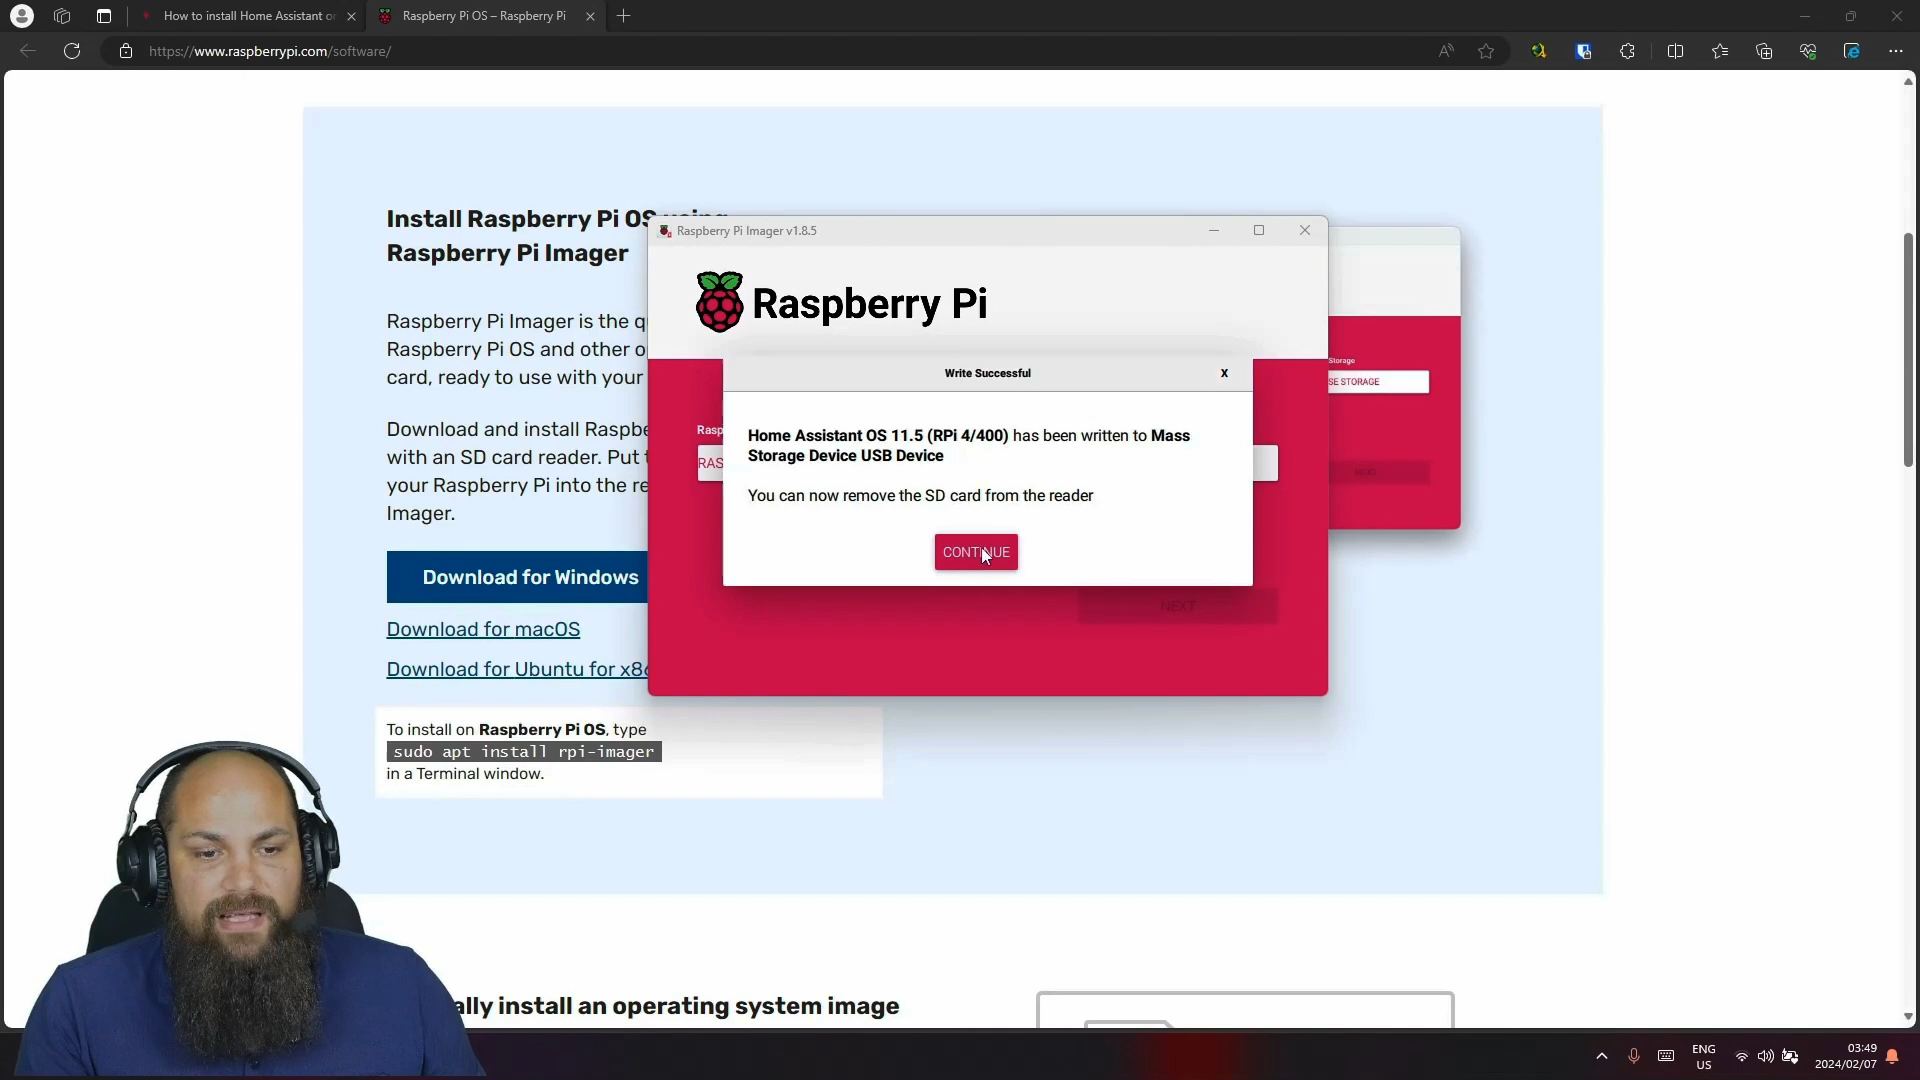 How to install Home Assistant o
Raspberry Pi OS – Raspberry Pi
https://www.raspberrypi.com/software/
Install Raspberry Pi OS using
Raspberry Pi Imager
Raspberry Pi Imager is the q
Raspberry Pi OS and other o
card, ready to use with your
Download and install Raspbe
with an SD card reader. Put
your Raspberry Pi into the re
Imager.
Download for Windows
Download for macOS
Download for Ubuntu for x86
To install on Raspberry Pi OS, type
sudo apt install rpi-imager
in a Terminal window.
Raspberry Pi Imager v1.8.5
Raspberry Pi
Write Successful
X
Rasp
RAS
Home Assistant OS 11.5 (RPi 4/400) has been written to Mass
Storage Device USB Device
You can now remove the SD card from the reader
CONTINUE
NEXT
Storage
SE STORAGE
NEXT
ally install an operating system image
ENG
US
03:49
2024/02/07